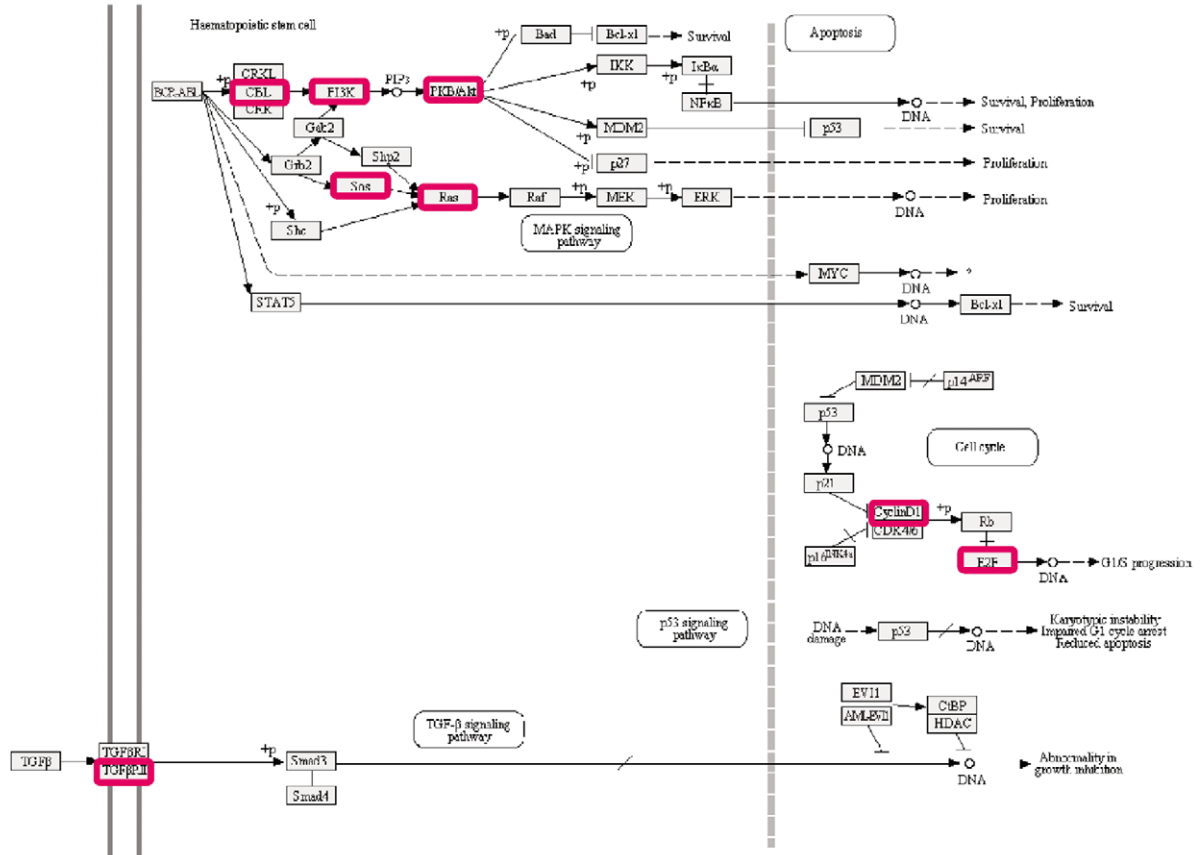 Haematopoistic stem cell
Apoptosis
+p
Bad
Bcl-xl
Survival
CRKL
CBL
CRK
BCR-ABL
+p
PI3K
PIP3
PKB/Akt
IKK
+p
IκBα
+p
NFκB
DNA
Survival, Proliferation
Gab2
MDM2
+p
p53
Survival
Grb2
Shp2
p27
+p
Proliferation
Sos
Ras
Raf
+p
MEK
+p
ERK
DNA
Proliferation
+p
Shc
MAPK signaling
pathway
MYC
DNA
?
STAT5
DNA
Bcl-xl
Survival
MDM2
p14ARF
p53
DNA
Cell cycle
p21
CyclinD1
+p
CDK4/6
Rb
p16INK4a
E2F
DNA
G1/S progression
p53 signaling
pathway
DNA
damage
p53
DNA
Karyotypic instability
Impaired G1 cycle arrest
Reduced apoptosis
EVI1
AML-EVI1
CtBP
HDAC
TGF-β signaling
pathway
TGFβ
TGFβRI
TGFβRII
+p
Smad3
Smad4
DNA
Abnormality in
growth inhibition